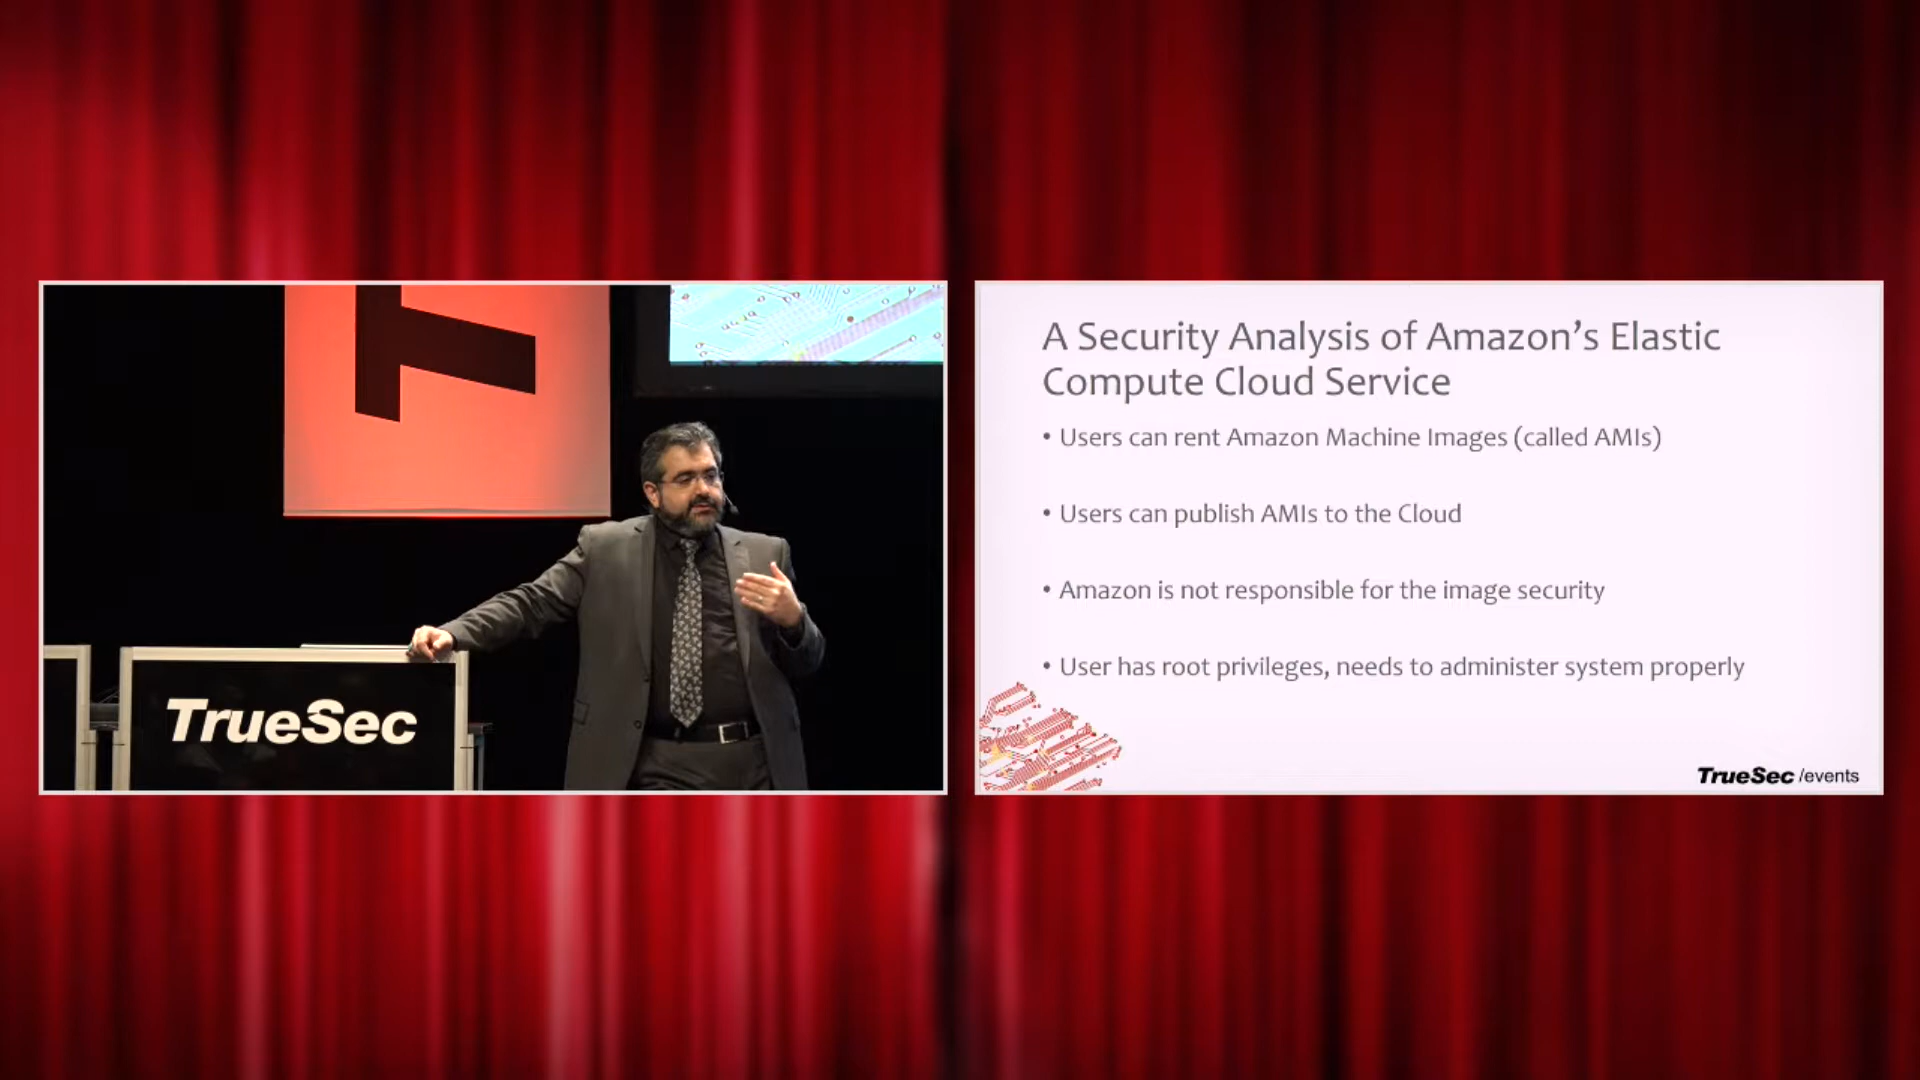 TrueSec
A Security Analysis of Amazon’s Elastic
Compute Cloud Service
• Users can rent Amazon Machine Images (called AMIs)
• Users can publish AMIs to the Cloud
• Amazon is not responsible for the image security
• User has root privileges, needs to administer system properly
TrueSec /events